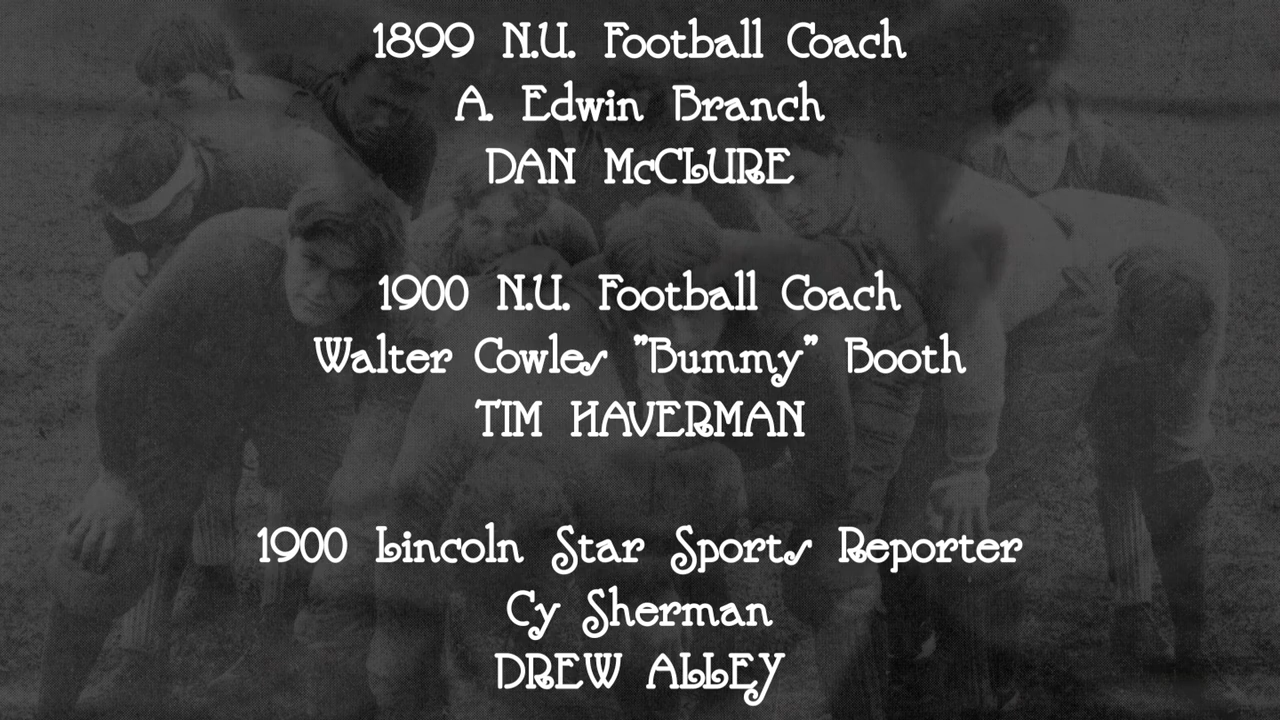 1899 N.U. Football Coach
A. Edwin Branch
DAN McCLURE
1900 N.U. Football Coach
Walter Cowles "Bummy" Booth
TIM HAVERMAN
1900 Lincoln Star Sports Reporter
Cy Sherman
DREW ALLEY